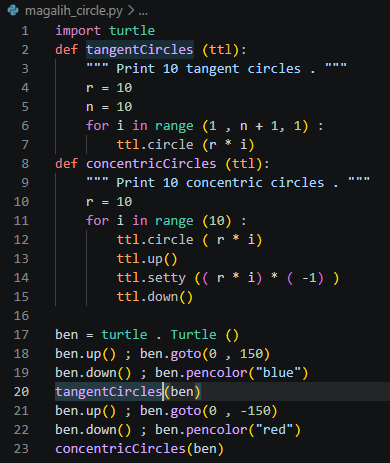 magalih_circle.py > ...
1 import turtle
2 def tangentCircles (ttl):
3     """ Print 10 tangent circles . """
4     r = 10
5     n = 10
6     for i in range (1 , n + 1, 1) :
7         ttl.circle (r * i)
8 def concentricCircles (ttl):
9     """ Print 10 concentric circles . """
10     r = 10
11     for i in range (10) :
12         ttl.circle ( r * i)
13         ttl.up()
14         ttl.sety (( r * i) * ( -1) )
15         ttl.down()
16
17 ben = turtle . Turtle ()
18 ben.up() ; ben.goto(0 , 150)
19 ben.down() ; ben.pencolor("blue")
20 tangentCircles(ben)
21 ben.up() ; ben.goto(0 , -150)
22 ben.down() ; ben.pencolor("red")
23 concentricCircles(ben)